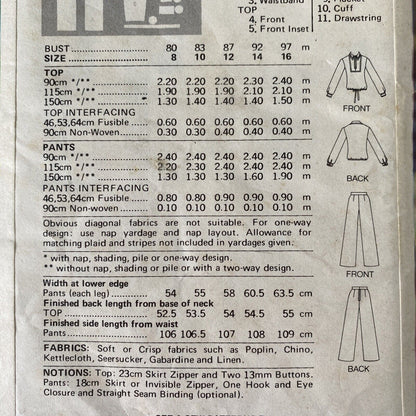 3, Waistband
TOP
4, Front
5, Front Inset
10, Cuff
11, Drawstring
BUST 80 83 87 92 97 m
SIZE 8 10 12 14 16
TOP
90cm */** 2.20 2.20 2.20 2.30 2.40 m
115cm */** 1.90 1.90 1.90 2.10 2.10 m
150cm */** 1.30 1.40 1.40 1.40 1.50 m
TOP INTERFACING
46,53,64cm Fusible 0.60 0.60 0.60 0.60 0.60 m
90cm Non-Woven 0.30 0.30 0.40 0.40 0.40 m
PANTS
90cm */** 2.40 2.40 2.40 2.40 2.40 m
115cm */** 2.20 2.30 2.40 2.40 2.40 m
150cm */** 1.30 1.30 1.30 1.60 1.90 m
PANTS INTERFACING
46,53,64cm Fusible 0.80 0.80 0.90 0.90 0.90 m
90cm Non-woven 0.10 0.10 0.10 0.10 0.10 m
Obvious diagonal fabrics are not suitable. For one-way
design: use nap yardage and nap layout. Allowance for
matching plaid and stripes not included in yardages given.
* with nap, shading, pile or one-way design.
** without nap, shading or pile or with a two-way design.
Width at lower edge
Pants (each leg) 54 55 58 60.5 63.5 cm
Finished back length from base of neck
TOP 52.5 53.5 54 54.5 55 cm
Finished side length from waist
Pants 106 106.5 107 108 109 cm
FABRICS: Soft or Crisp fabrics such as Poplin, Chino,
Kettlecloth, Seersucker, Gabardine and Linen.
NOTIONS: Top: 23cm Skirt Zipper and Two 13mm Buttons.
Pants: 18cm Skirt or Invisible Zipper, One Hook and Eye
Closure and Straight Seam Binding (optional).
FRONT
BACK
FRONT
BACK